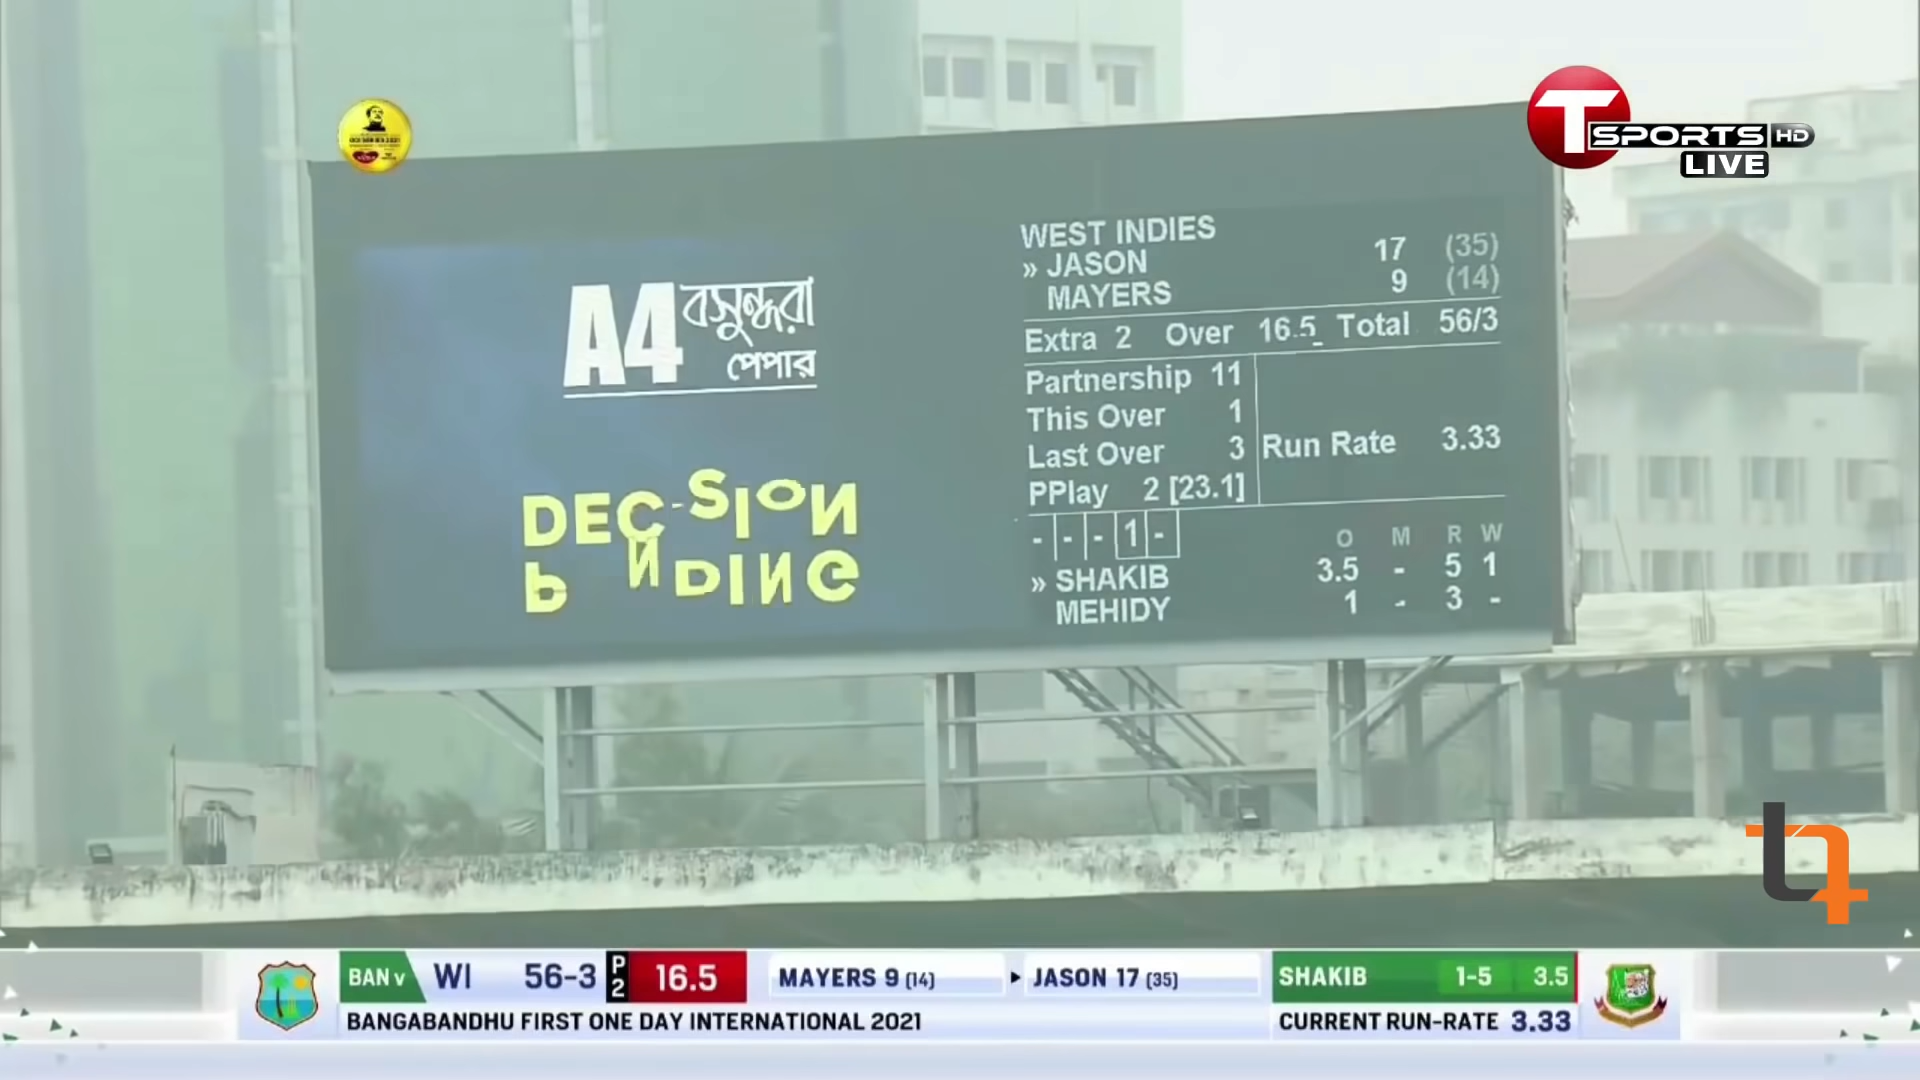 T SPORTS HD
LIVE
A4 বসুন্ধরা
পেপার
DECISION
PENDING
WEST INDIES
» JASON 17 (35)
MAYERS 9 (14)
Extra 2 Over 16.5 Total 56/3
Partnership 11
This Over 1
Last Over 3
Run Rate 3.33
PPlay 2 [23.1]
- - - 1 -
O M R W
» SHAKIB 3.5 - 5 1
MEHIDY 1 - 3 -
BAN v WI 56-3 P2 16.5 MAYERS 9 (14) JASON 17 (35) SHAKIB 1-5 3.5
BANGABANDHU FIRST ONE DAY INTERNATIONAL 2021 CURRENT RUN-RATE 3.33